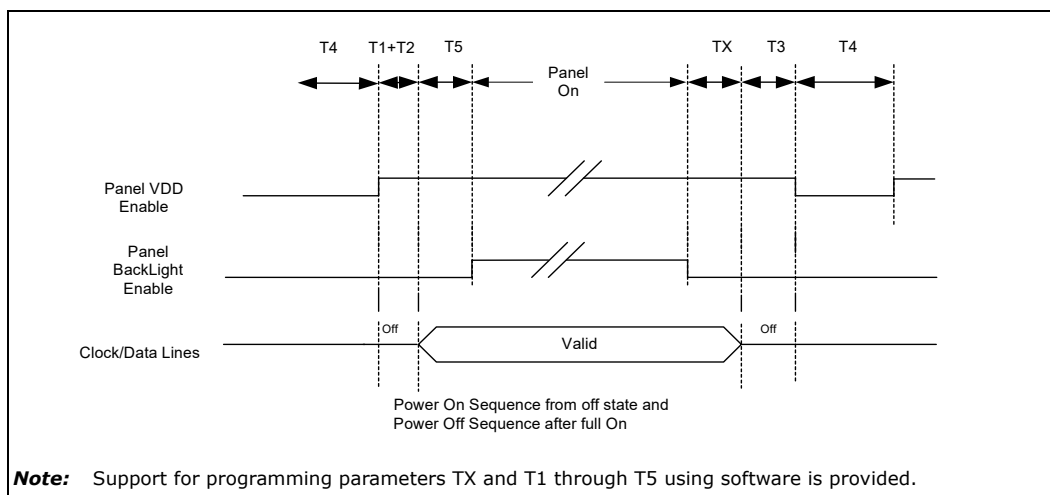 T4 T1+T2 T5 TX T3 T4
Panel
On
Panel VDD
Enable
Panel
BackLight
Enable
Off Off
Clock/Data Lines Valid
Power On Sequence from off state and
Power Off Sequence after full On
Note: Support for programming parameters TX and T1 through T5 using software is provided.